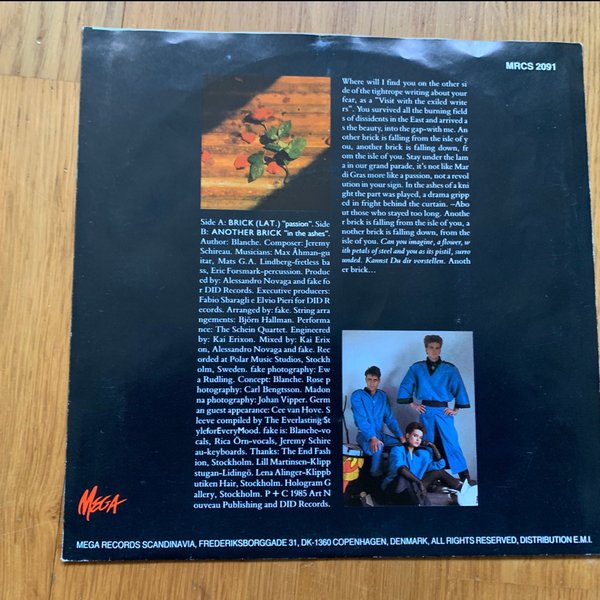 MRCS 2091
Where will I find you on the other si
de of the tightrope writing about your
fear, as a "Visit with the exiled write
rs". You survived all the burning field
s of dissidents in the East and arrived a
s the beauty, into the gap–with me. An
other brick is falling from the isle of y
ou, another brick is falling down, fr
om the isle of you. Stay under the lam
a in our grand parade, it's not like Mar
di Gras more like a passion, not a revol
ution in your sign. In the ashes of a kni
ght the part was played, a drama gripp
ed in fright behind the curtain. –Abo
ut those who stayed too long. Anothe
r brick is falling from the isle of you, a
nother brick is falling down, from the
isle of you. Can you imagine, a flower, w
ith petals of steel and you as its pistil, surro
unded. Kannst Du dir vorstellen. Anoth
er brick...
Side A: BRICK (LAT.) "passion". Side
B: ANOTHER BRICK "in the ashes".
Author: Blanche. Composer: Jeremy
Schireau. Musicians: Max Åhman-gu
itar, Mats G.A. Lindberg-fretless ba
ss, Eric Forsmark-percussion. Produc
ed by: Alessandro Novaga and fake fo
r DID Records. Executive producers:
Fabio Sbaragli e Elvio Pieri for DID R
ecords. Arranged by: fake. String arra
ngements: Björn Hallman. Performa
nce: The Schein Quartet. Engineered
by: Kai Erixon. Mixed by: Kai Erix
on, Alessandro Novaga and fake. Rec
orded at Polar Music Studios, Stockh
olm, Sweden. fake photography: Ew
a Rudling. Concept: Blanche. Rose p
hotography: Carl Bengtsson. Madon
na photography: Johan Vipper. Germ
an guest appearance: Cee van Hove. S
leeve compiled by The Everlasting St
yleforEveryMood. fake is: Blanche-vo
cals, Rica Örn-vocals, Jeremy Schire
au-keyboards. Thanks: The End Fash
ion, Stockholm. Lill Martinsen-Klipp
stugan-Lidingö. Lena Alinger-Klippb
utiken Hair, Stockholm. Hologram G
allery, Stockholm. P + C 1985 Art N
ouveau Publishing and DID Records.
MEGA
MEGA RECORDS SCANDINAVIA, FREDERIKSBORGGADE 31, DK-1360 COPENHAGEN, DENMARK, ALL RIGHTS RESERVED, DISTRIBUTION E.M.I.